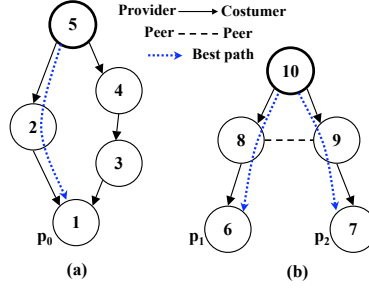 Provider Costumer
Peer Peer
Best path
5
4
2
3
1
p0
(a)
10
8 9
6 7
p1 p2
(b)